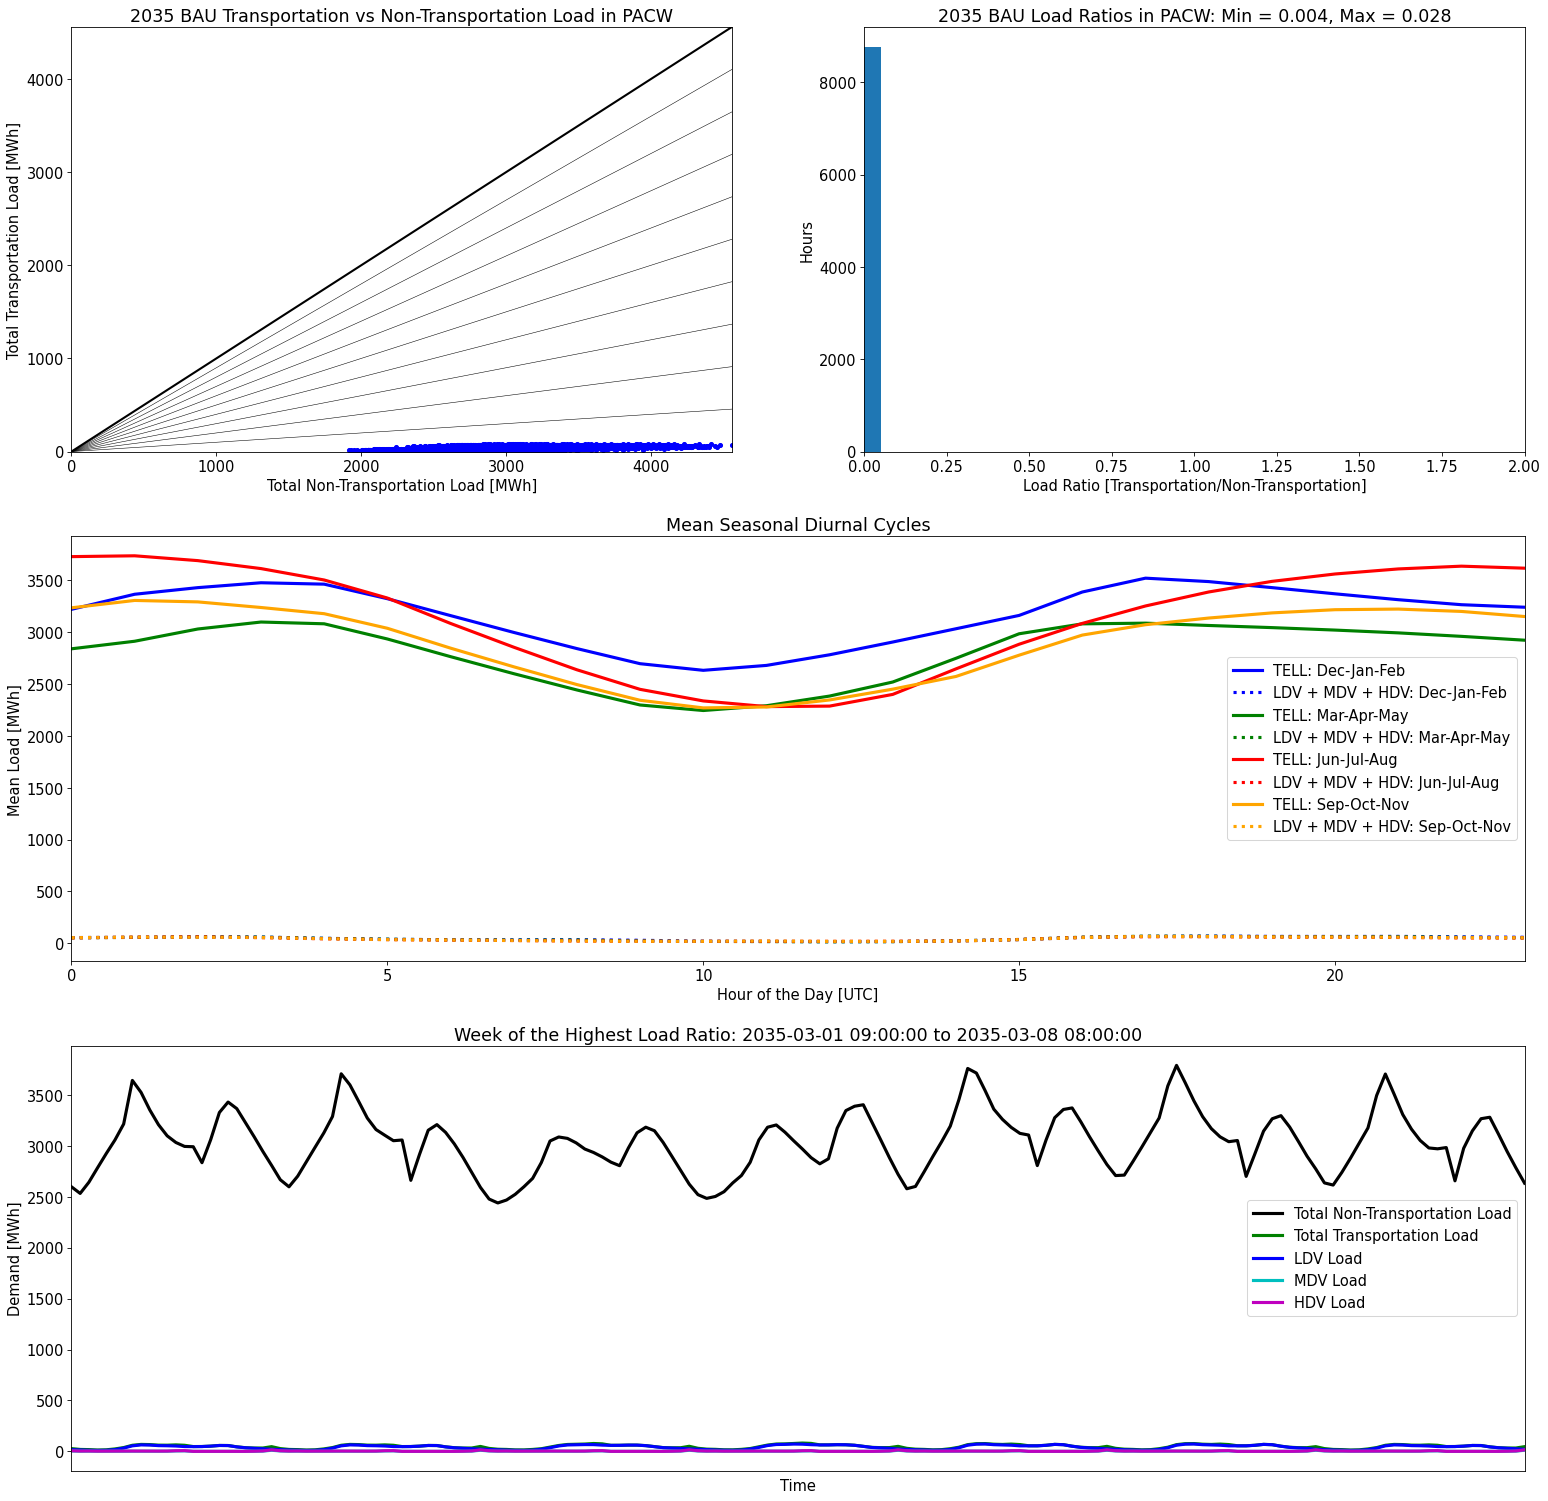 2035 BAU Transportation vs Non-Transportation Load in PACW
Total Transportation Load [MWh]
4000
3000
2000
1000
0
0 1000 2000 3000 4000
Total Non-Transportation Load [MWh]
2035 BAU Load Ratios in PACW: Min = 0.004, Max = 0.028
Hours
8000
6000
4000
2000
0
0.00 0.25 0.50 0.75 1.00 1.25 1.50 1.75 2.00
Load Ratio [Transportation/Non-Transportation]
Mean Seasonal Diurnal Cycles
Mean Load [MWh]
3500
3000
2500
2000
1500
1000
500
0
TELL: Dec-Jan-Feb
LDV + MDV + HDV: Dec-Jan-Feb
TELL: Mar-Apr-May
LDV + MDV + HDV: Mar-Apr-May
TELL: Jun-Jul-Aug
LDV + MDV + HDV: Jun-Jul-Aug
TELL: Sep-Oct-Nov
LDV + MDV + HDV: Sep-Oct-Nov
0 5 10 15 20
Hour of the Day [UTC]
Week of the Highest Load Ratio: 2035-03-01 09:00:00 to 2035-03-08 08:00:00
Demand [MWh]
3500
3000
2500
2000
1500
1000
500
0
Total Non-Transportation Load
Total Transportation Load
LDV Load
MDV Load
HDV Load
Time